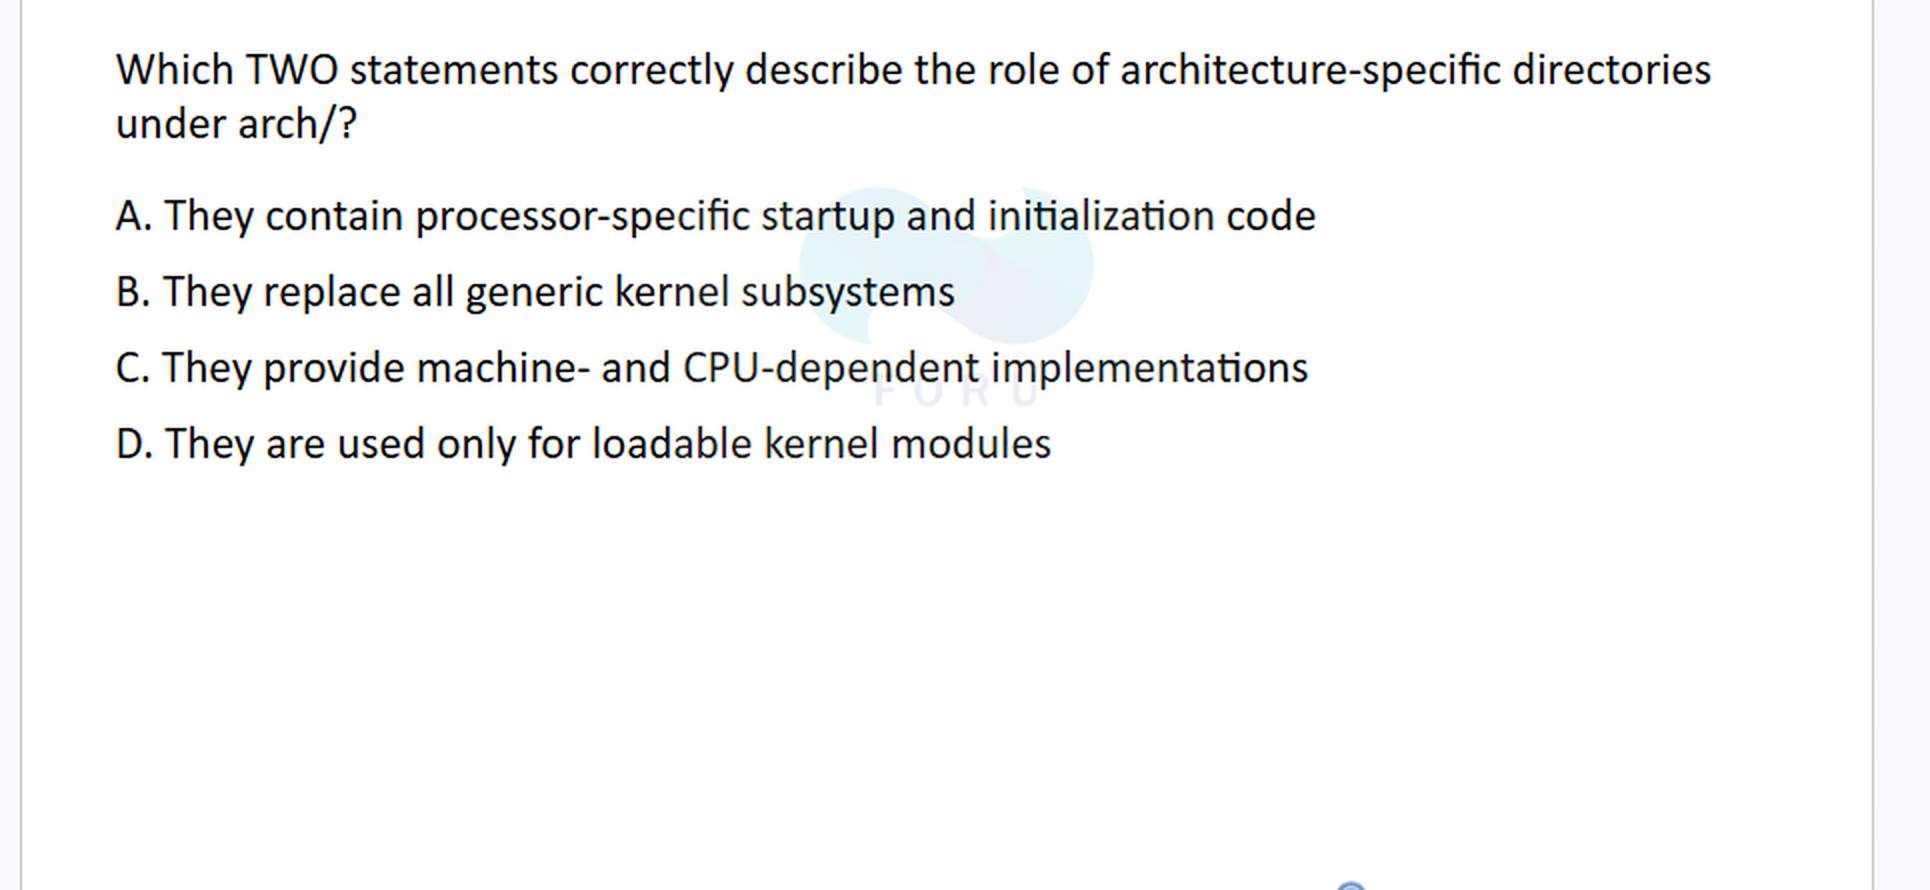 Which TWO statements correctly describe the role of architecture-specific directories
under arch/?
A. They contain processor-specific startup and initialization code
B. They replace all generic kernel subsystems
C. They provide machine- and CPU-dependent implementations
FORU
D. They are used only for loadable kernel modules